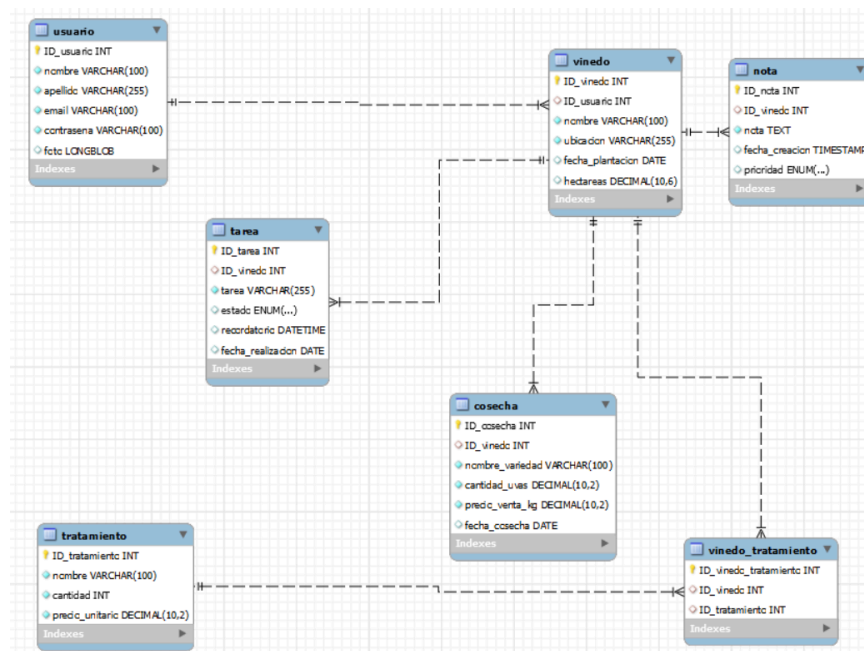 usuario
ID_usuario INT
nombre VARCHAR(100)
apellido VARCHAR(255)
email VARCHAR(100)
contrasena VARCHAR(100)
foto LONGBLOB
Indexes
vinedo
ID_vinedo INT
ID_usuario INT
nombre VARCHAR(100)
ubicacion VARCHAR(255)
fecha_plantacion DATE
hectareas DECIMAL(10,6)
Indexes
nota
ID_nota INT
ID_vinedo INT
nota TEXT
fecha_creacion TIMESTAMP
prioridad ENUM(...)
Indexes
tarea
ID_tarea INT
ID_vinedo INT
tarea VARCHAR(255)
estado ENUM(...)
recordatorio DATETIME
fecha_realizacion DATE
Indexes
cosecha
ID_cosecha INT
ID_vinedo INT
nombre_variedad VARCHAR(100)
cantidad_uvas DECIMAL(10,2)
precio_venta_kg DECIMAL(10,2)
fecha_cosecha DATE
Indexes
tratamiento
ID_tratamiento INT
nombre VARCHAR(100)
cantidad INT
precio_unitario DECIMAL(10,2)
Indexes
vinedo_tratamiento
ID_vinedo_tratamiento INT
ID_vinedo INT
ID_tratamiento INT
Indexes